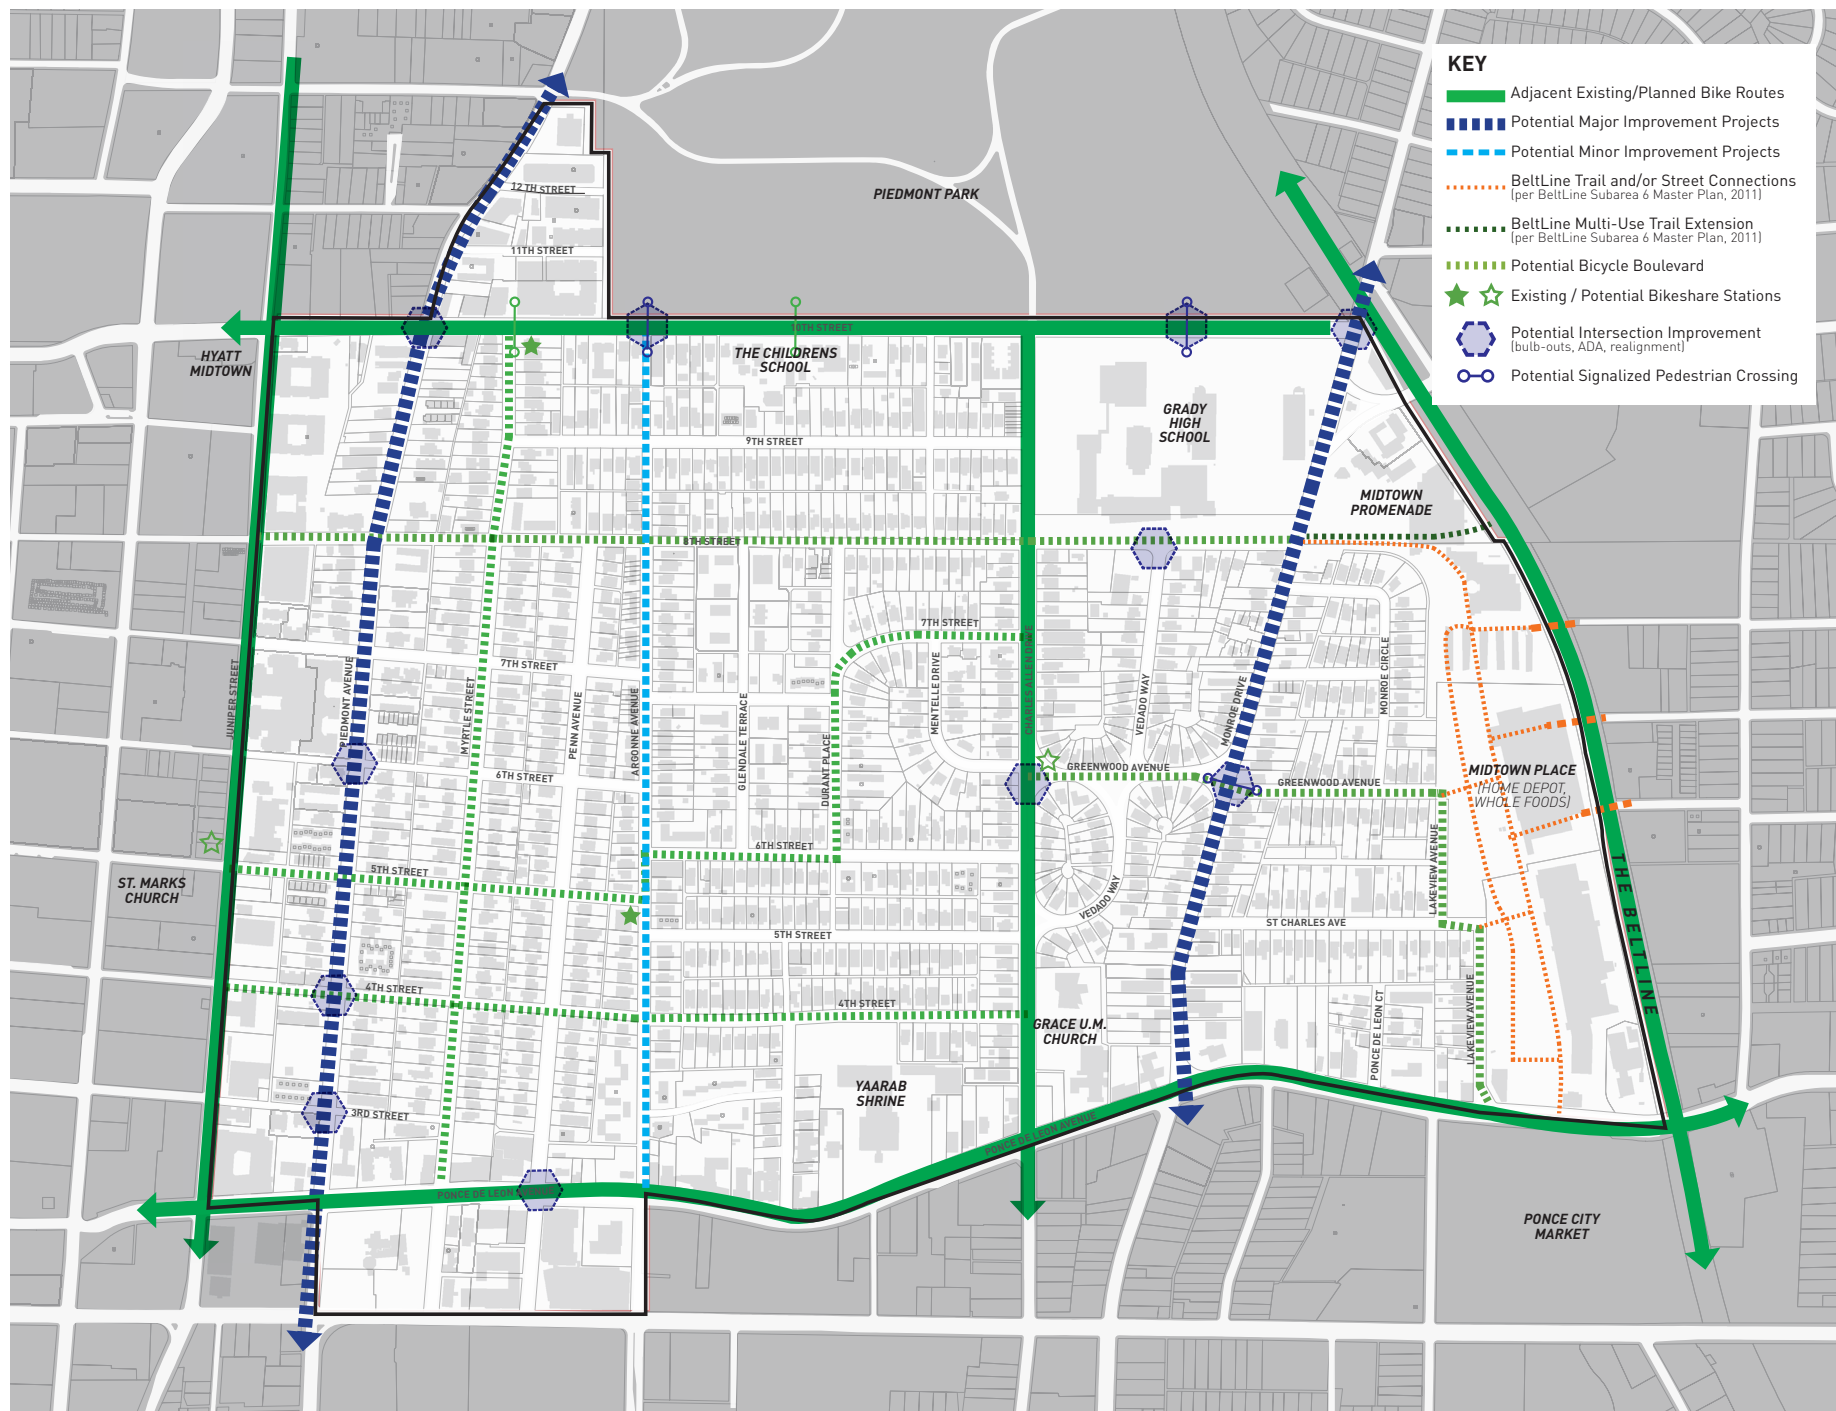 KEY
Adjacent Existing/Planned Bike Routes
Potential Major Improvement Projects
Potential Minor Improvement Projects
BeltLine Trail and/or Street Connections
(per BeltLine Subarea 6 Master Plan, 2011)
BeltLine Multi-Use Trail Extension
(per BeltLine Subarea 6 Master Plan, 2011)
Potential Bicycle Boulevard
Existing / Potential Bikeshare Stations
Potential Intersection Improvement
(bulb-outs, ADA, realignment)
Potential Signalized Pedestrian Crossing
12 TH STREET
PIEDMONT PARK
11TH STREET
10TH STREET
HYATT
MIDTOWN
THE CHILDRENS
SCHOOL
GRADY
HIGH
SCHOOL
9TH STREET
MIDTOWN
PROMENADE
8TH STREET
7TH STREET
7TH STREET
JUNIPER STREET
PIEDMONT AVENUE
MYRTLE STREET
PENN AVENUE
ARGONNE AVENUE
GLENDALE TERRACE
DURANT PLACE
MENTELLE DRIVE
CHARLES ALLEN DRIVE
VEDADO WAY
MONROE DRIVE
MONROE CIRCLE
6TH STREET
GREENWOOD AVENUE
GREENWOOD AVENUE
MIDTOWN PLACE
(HOME DEPOT,
WHOLE FOODS)
6TH STREET
5TH STREET
ST. MARKS
CHURCH
VEDADO WAY
LAKEVIEW AVENUE
THE BELTLINE
ST CHARLES AVE
5TH STREET
4TH STREET
4TH STREET
GRACE U.M.
CHURCH
PONCE DE LEON CT
LAKEVIEW AVENUE
YAARAB
SHRINE
3RD STREET
PONCE DE LEON AVENUE
PONCE DE LEON AVENUE
PONCE CITY
MARKET